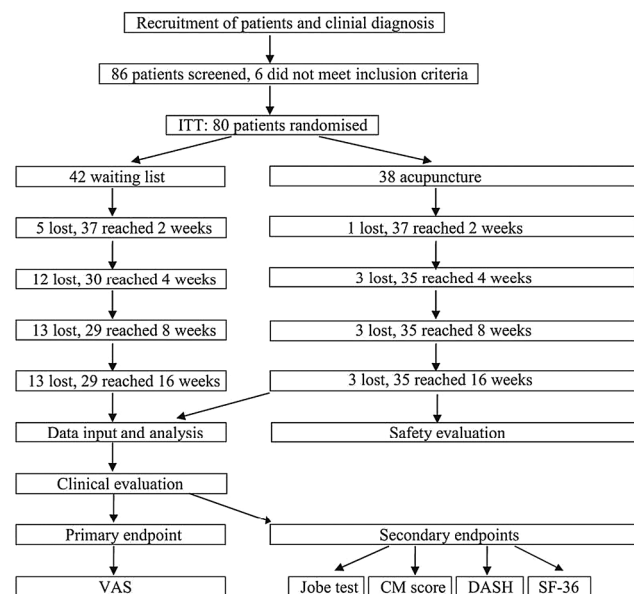 Recruitment of patients and clinial diagnosis
86 patients screened, 6 did not meet inclusion criteria
ITT: 80 patients randomised
42 waiting list
38 acupuncture
5 lost, 37 reached 2 weeks
1 lost, 37 reached 2 weeks
12 lost, 30 reached 4 weeks
3 lost, 35 reached 4 weeks
13 lost, 29 reached 8 weeks
3 lost, 35 reached 8 weeks
13 lost, 29 reached 16 weeks
3 lost, 35 reached 16 weeks
Data input and analysis
Safety evaluation
Clinical evaluation
Primary endpoint
Secondary endpoints
VAS
Jobe test
CM score
DASH
SF-36